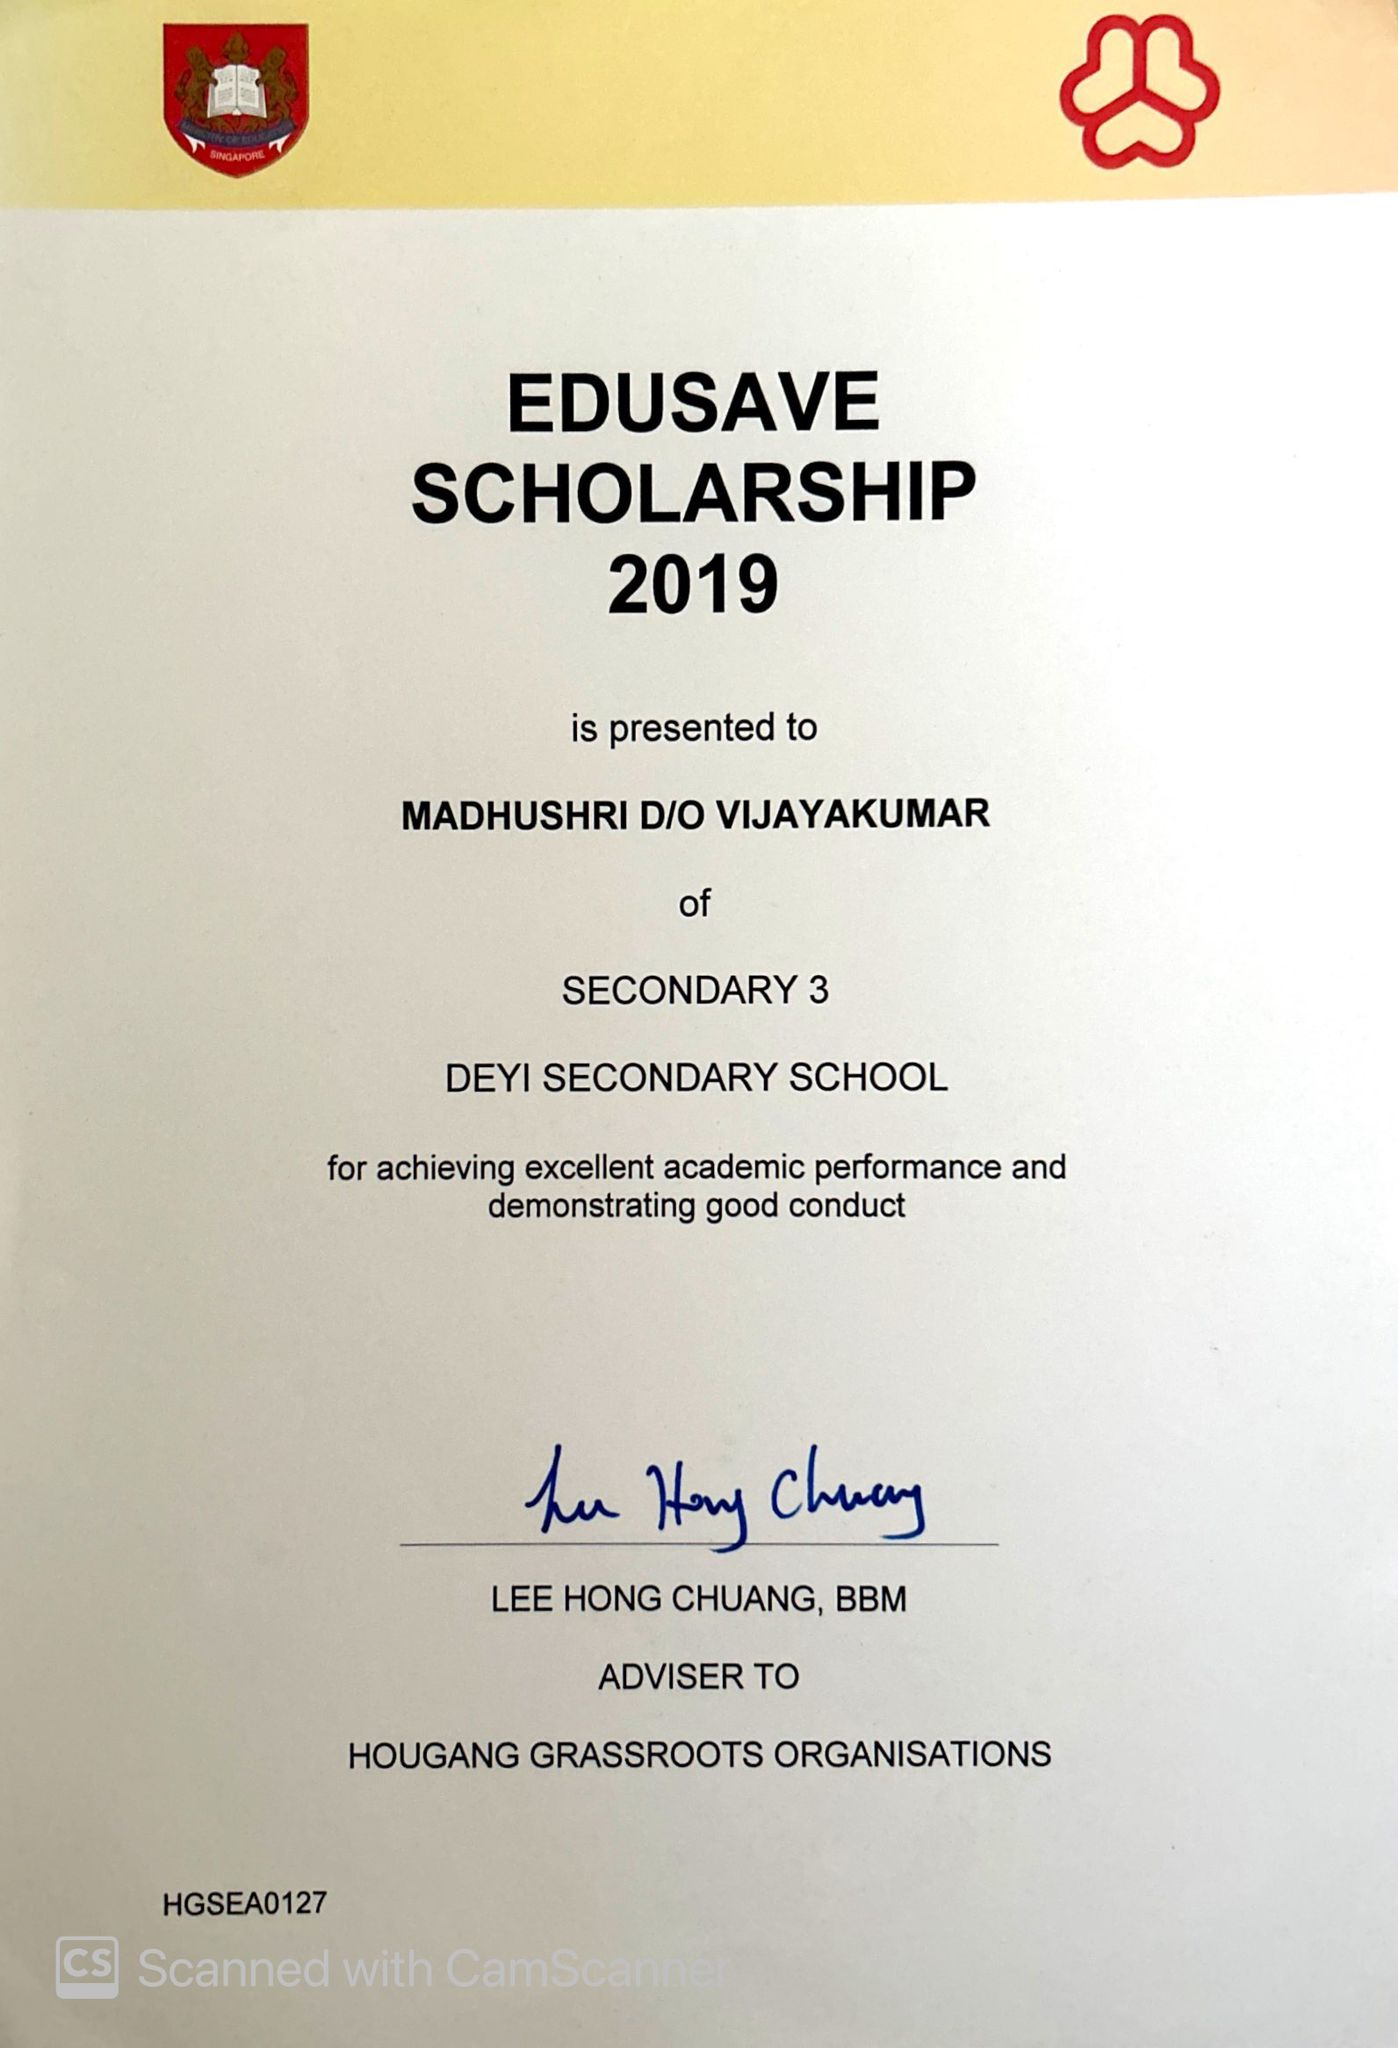 MINISTRY OF EDUCATION
SINGAPORE
EDUSAVE
SCHOLARSHIP
2019
is presented to
MADHUSHRI D/O VIJAYAKUMAR
of
SECONDARY 3
DEYI SECONDARY SCHOOL
for achieving excellent academic performance and
demonstrating good conduct
Lee Hong Chuang
LEE HONG CHUANG, BBM
ADVISER TO
HOUGANG GRASSROOTS ORGANISATIONS
HGSEA0127
CS Scanned with CamScanner